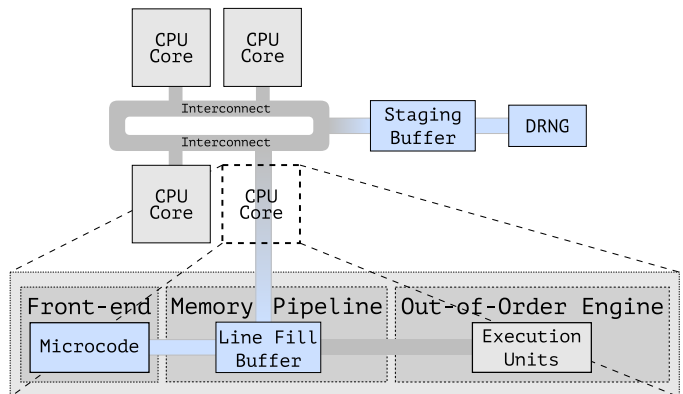 CPU
Core
CPU
Core
Interconnect
Interconnect
Staging
Buffer
DRNG
CPU
Core
CPU
Core
Front-end
Memory Pipeline
Out-of-Order Engine
Microcode
Line Fill
Buffer
Execution
Units